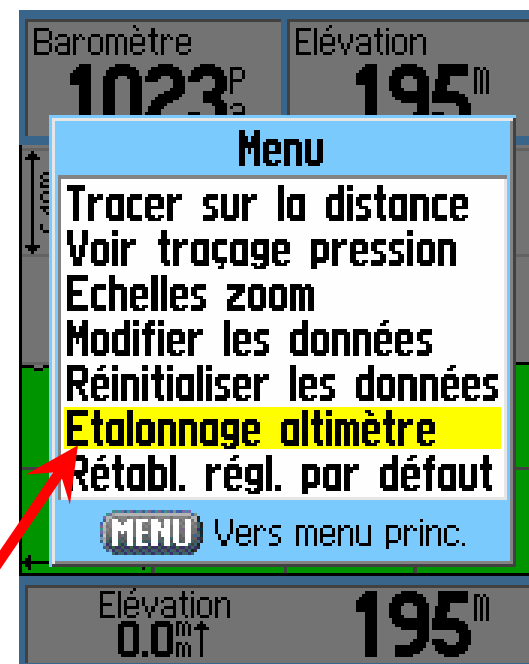 Baromètre Elévation
1023 Pa 195 m
Menu
Tracer sur la distance
Voir traçage pression
Echelles zoom
Modifier les données
Réinitialiser les données
Etalonnage altimètre
Rétabl. régl. par défaut
MENU Vers menu princ.
Elévation
0.0 m↑ 195 m